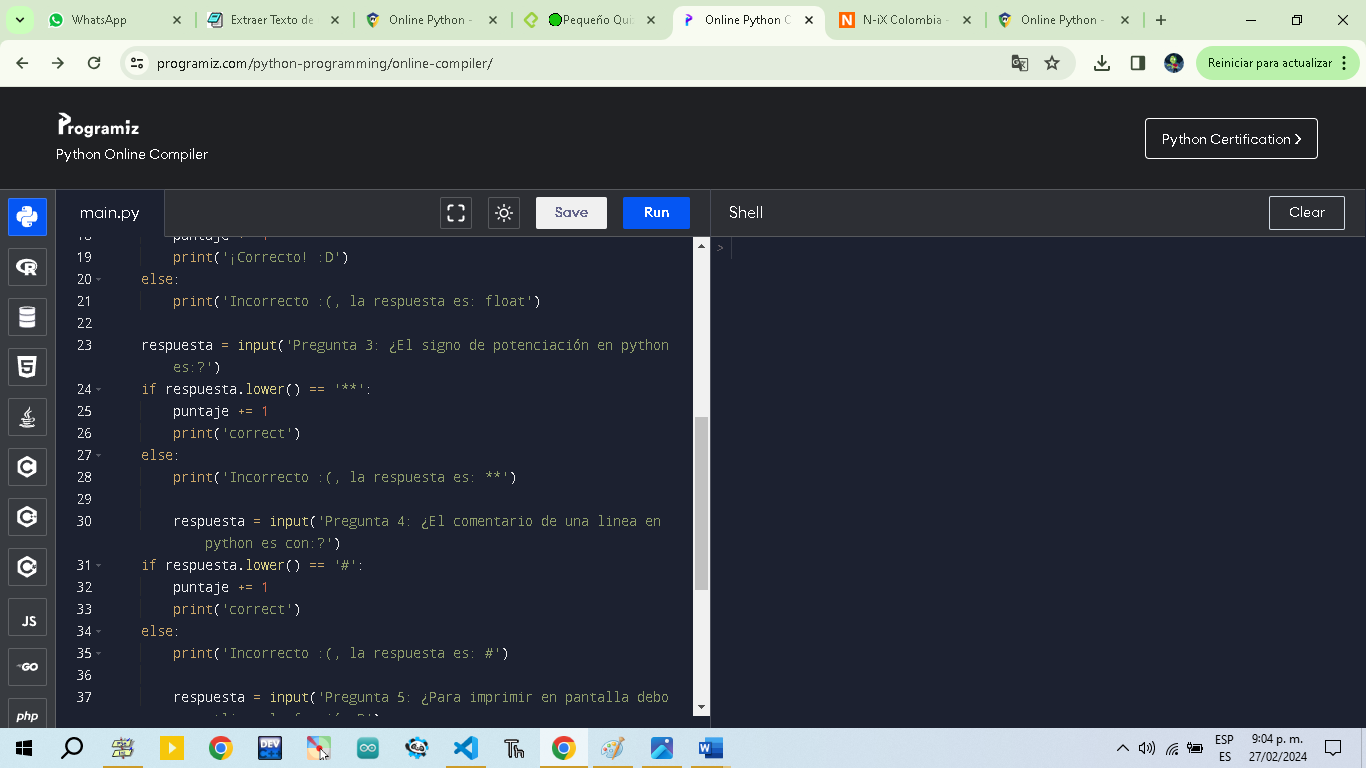 WhatsApp
Extraer Texto de
Online Python -
Pequeño Qui
Online Python C
N-iX Colombia -
Online Python -
programiz.com/python-programming/online-compiler/
Reiniciar para actualizar
Programiz
Python Online Compiler
Python Certification >
main.py
Save
Run
Shell
Clear
18 puntaje += 1
19 print('¡Correcto! :D')
20 else:
21 print('Incorrecto :(, la respuesta es: float')
22
23 respuesta = input('Pregunta 3: ¿El signo de potenciación en python
es:?')
24 if respuesta.lower() == '**':
25 puntaje += 1
26 print('correct')
27 else:
28 print('Incorrecto :(, la respuesta es: **')
29
30 respuesta = input('Pregunta 4: ¿El comentario de una linea en
python es con:?')
31 if respuesta.lower() == '#':
32 puntaje += 1
33 print('correct')
34 else:
35 print('Incorrecto :(, la respuesta es: #')
36
37 respuesta = input('Pregunta 5: ¿Para imprimir en pantalla debo
>
JS
GO
php
DEV
Th
ESP
ES
9:04 p. m.
27/02/2024